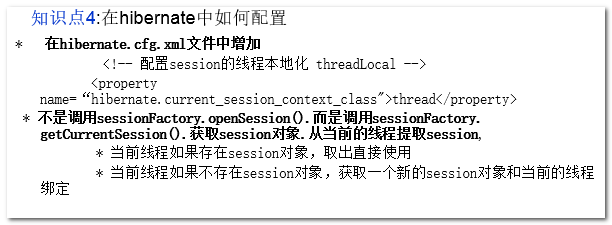 知识点4:在hibernate中如何配置
* 在hibernate.cfg.xml文件中增加
<!-- 配置session的线程本地化 threadLocal -->
<property
name=“hibernate.current_session_context_class">thread</property>
* 不是调用sessionFactory.openSession().而是调用sessionFactory.
getCurrentSession().获取session对象.从当前的线程提取session,
* 当前线程如果存在session对象，取出直接使用
* 当前线程如果不存在session对象，获取一个新的session对象和当前的线程
绑定